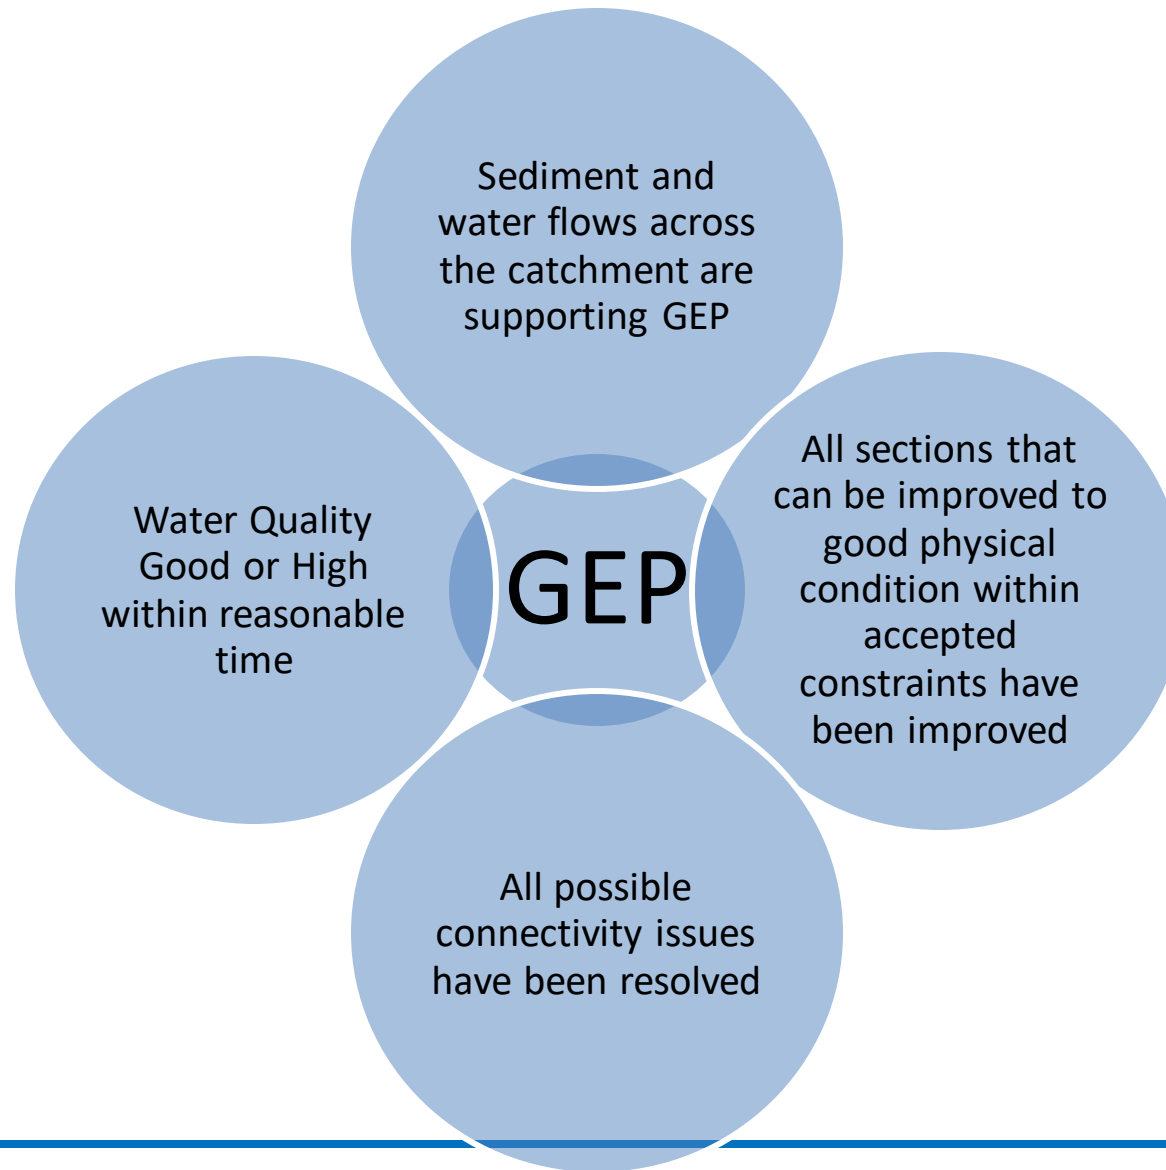 Sediment and
water flows across
the catchment are
supporting GEP
Water Quality
Good or High
within reasonable
time
GEP
All sections that
can be improved to
good physical
condition within
accepted
constraints have
been improved
All possible
connectivity issues
have been resolved